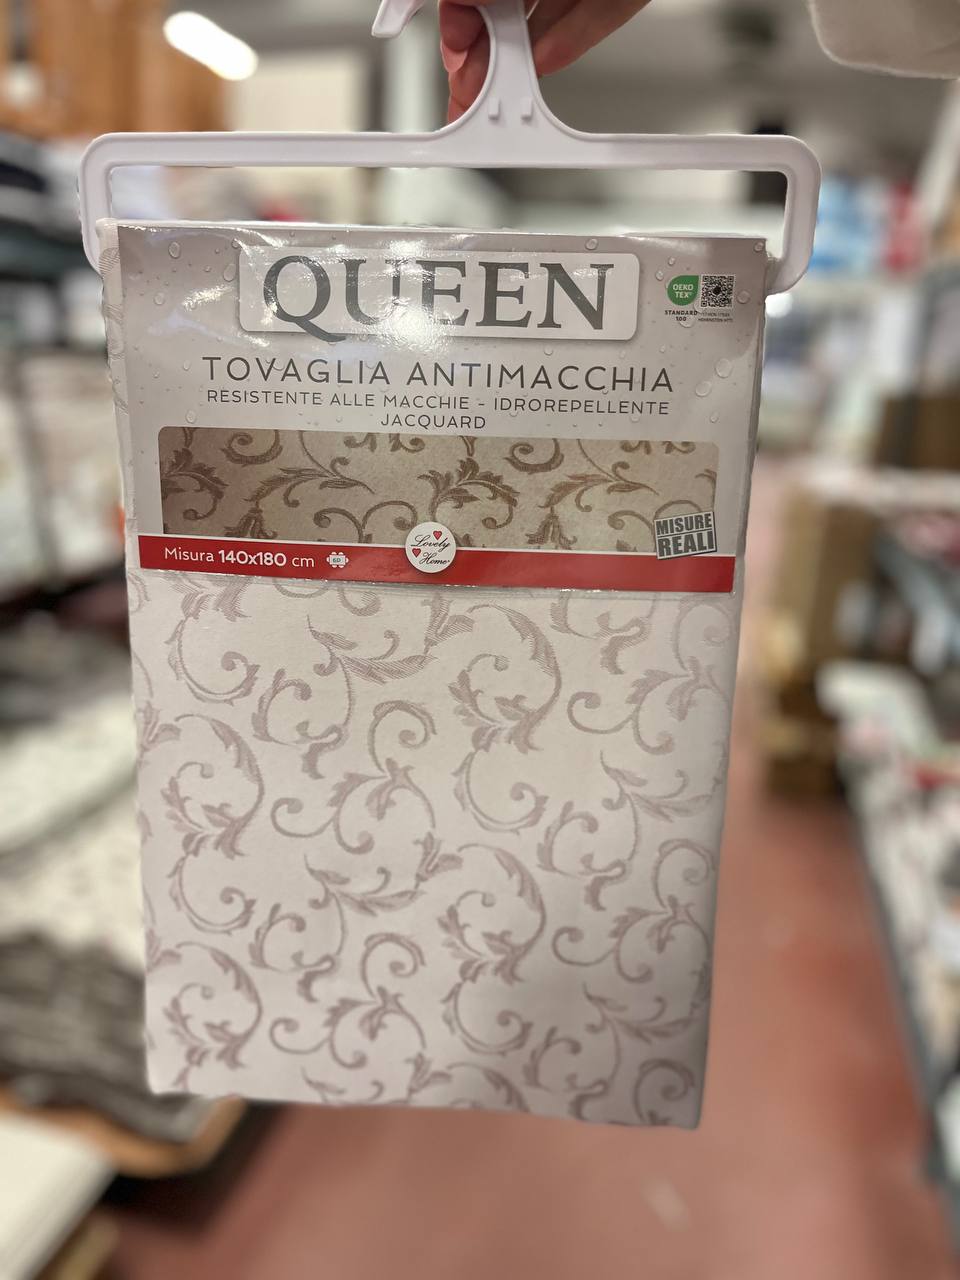 QUEEN
OEKO
TEX®
STANDARD
100
TOVAGLIA ANTIMACCHIA
RESISTENTE ALLE MACCHIE - IDROREPELLENTE
JACQUARD
MISURE
REALI
Misura 140x180 cm
Lovely
Home